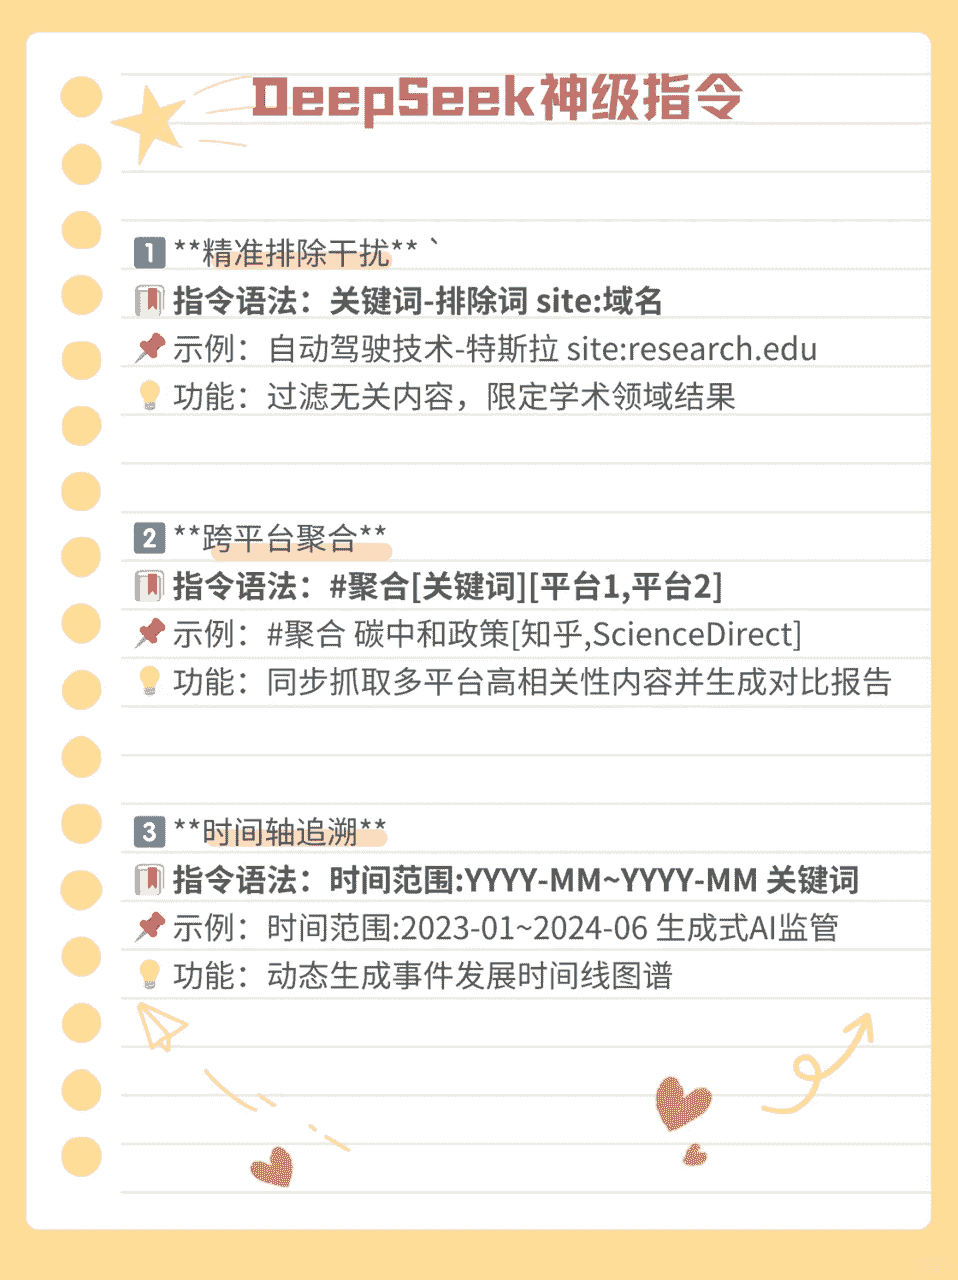 DeepSeek神级指令
1 **精准排除干扰** `
指令语法：关键词-排除词 site:域名
示例：自动驾驶技术-特斯拉 site:research.edu
功能：过滤无关内容，限定学术领域结果
2 **跨平台聚合**
指令语法：#聚合[关键词][平台1,平台2]
示例：#聚合 碳中和政策[知乎,ScienceDirect]
功能：同步抓取多平台高相关性内容并生成对比报告
3 **时间轴追溯**
指令语法：时间范围:YYYY-MM~YYYY-MM 关键词
示例：时间范围:2023-01~2024-06 生成式AI监管
功能：动态生成事件发展时间线图谱